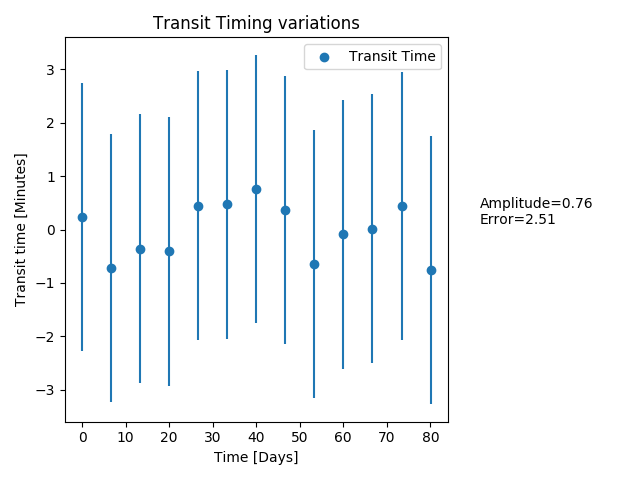 Transit Timing variations
Transit Time
Transit time [Minutes]
3
2
1
0
−1
−2
−3
Amplitude=0.76
Error=2.51
0 10 20 30 40 50 60 70 80
Time [Days]